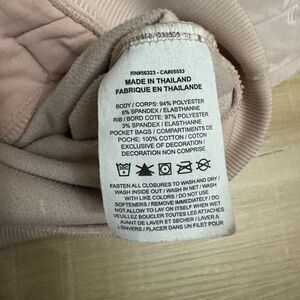 RN#56323 - CA#05553
MADE IN THAILAND
FABRIQUE EN THAILANDE
BODY / CORPS: 94% POLYESTER
6% SPANDEX / ELASTHANNE
RIB / BORD COTE: 97% POLYESTER
3% SPANDEX / ELASTHANNE
POCKET BAGS / COMPARTIMENTS DE
POCHE: 100% COTTON / COTON
EXCLUSIVE OF DECORATION /
DECORATION NON COMPRISE
FASTEN ALL CLOSURES TO WASH AND DRY /
WASH INSIDE OUT / WASH IN NET / WASH
WITH LIKE COLORS / DO NOT USE
SOFTENERS / REMOVE WHILE DAMP / DO
NOT ALLOW TO LAY ON ITSELF WHEN WET
VEUILLEZ BOUCLER TOUTES LES ATTACHES
AVANT DE LAVER ET SECHER / LAVER A
L'ENVERS / PLACER DANS UN FILET POUR